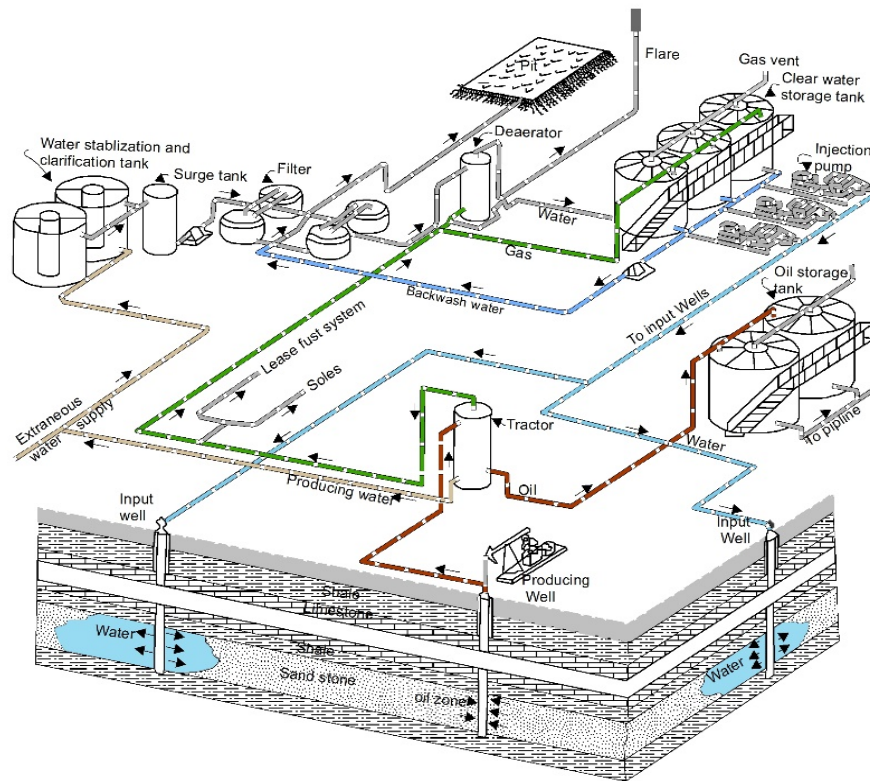 Pit
Flare
Gas vent
Clear water
storage tank
Deaerator
Water stablization and
clarification tank
Surge tank
Filter
Injection
pump
Water
Gas
Backwash water
Oil storage
tank
To input Wells
Lease fust system
Soles
Extraneous
water supply
Tractor
To pipline
Water
Producing water
Oil
Input
well
Input
Well
Producing
Well
Shale
Limestone
Water
Shale
Sand stone
oil zone
Water